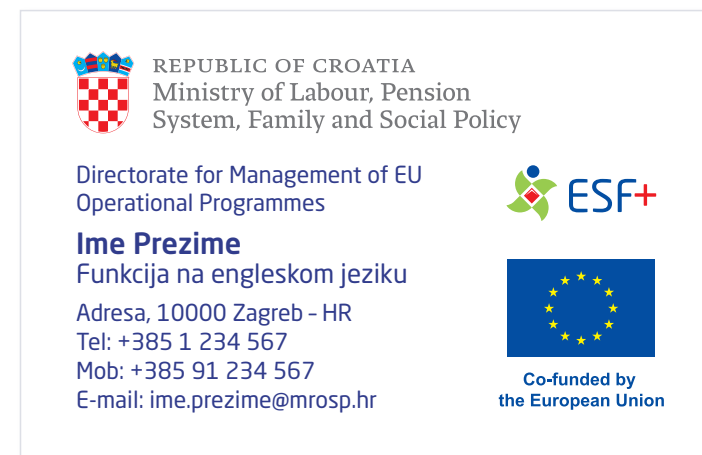 REPUBLIC OF CROATIA
Ministry of Labour, Pension
System, Family and Social Policy
Directorate for Management of EU
Operational Programmes
Ime Prezime
Funkcija na engleskom jeziku
Adresa, 10000 Zagreb – HR
Tel: +385 1 234 567
Mob: +385 91 234 567
E-mail: ime.prezime@mrosp.hr
ESF+
Co-funded by
the European Union